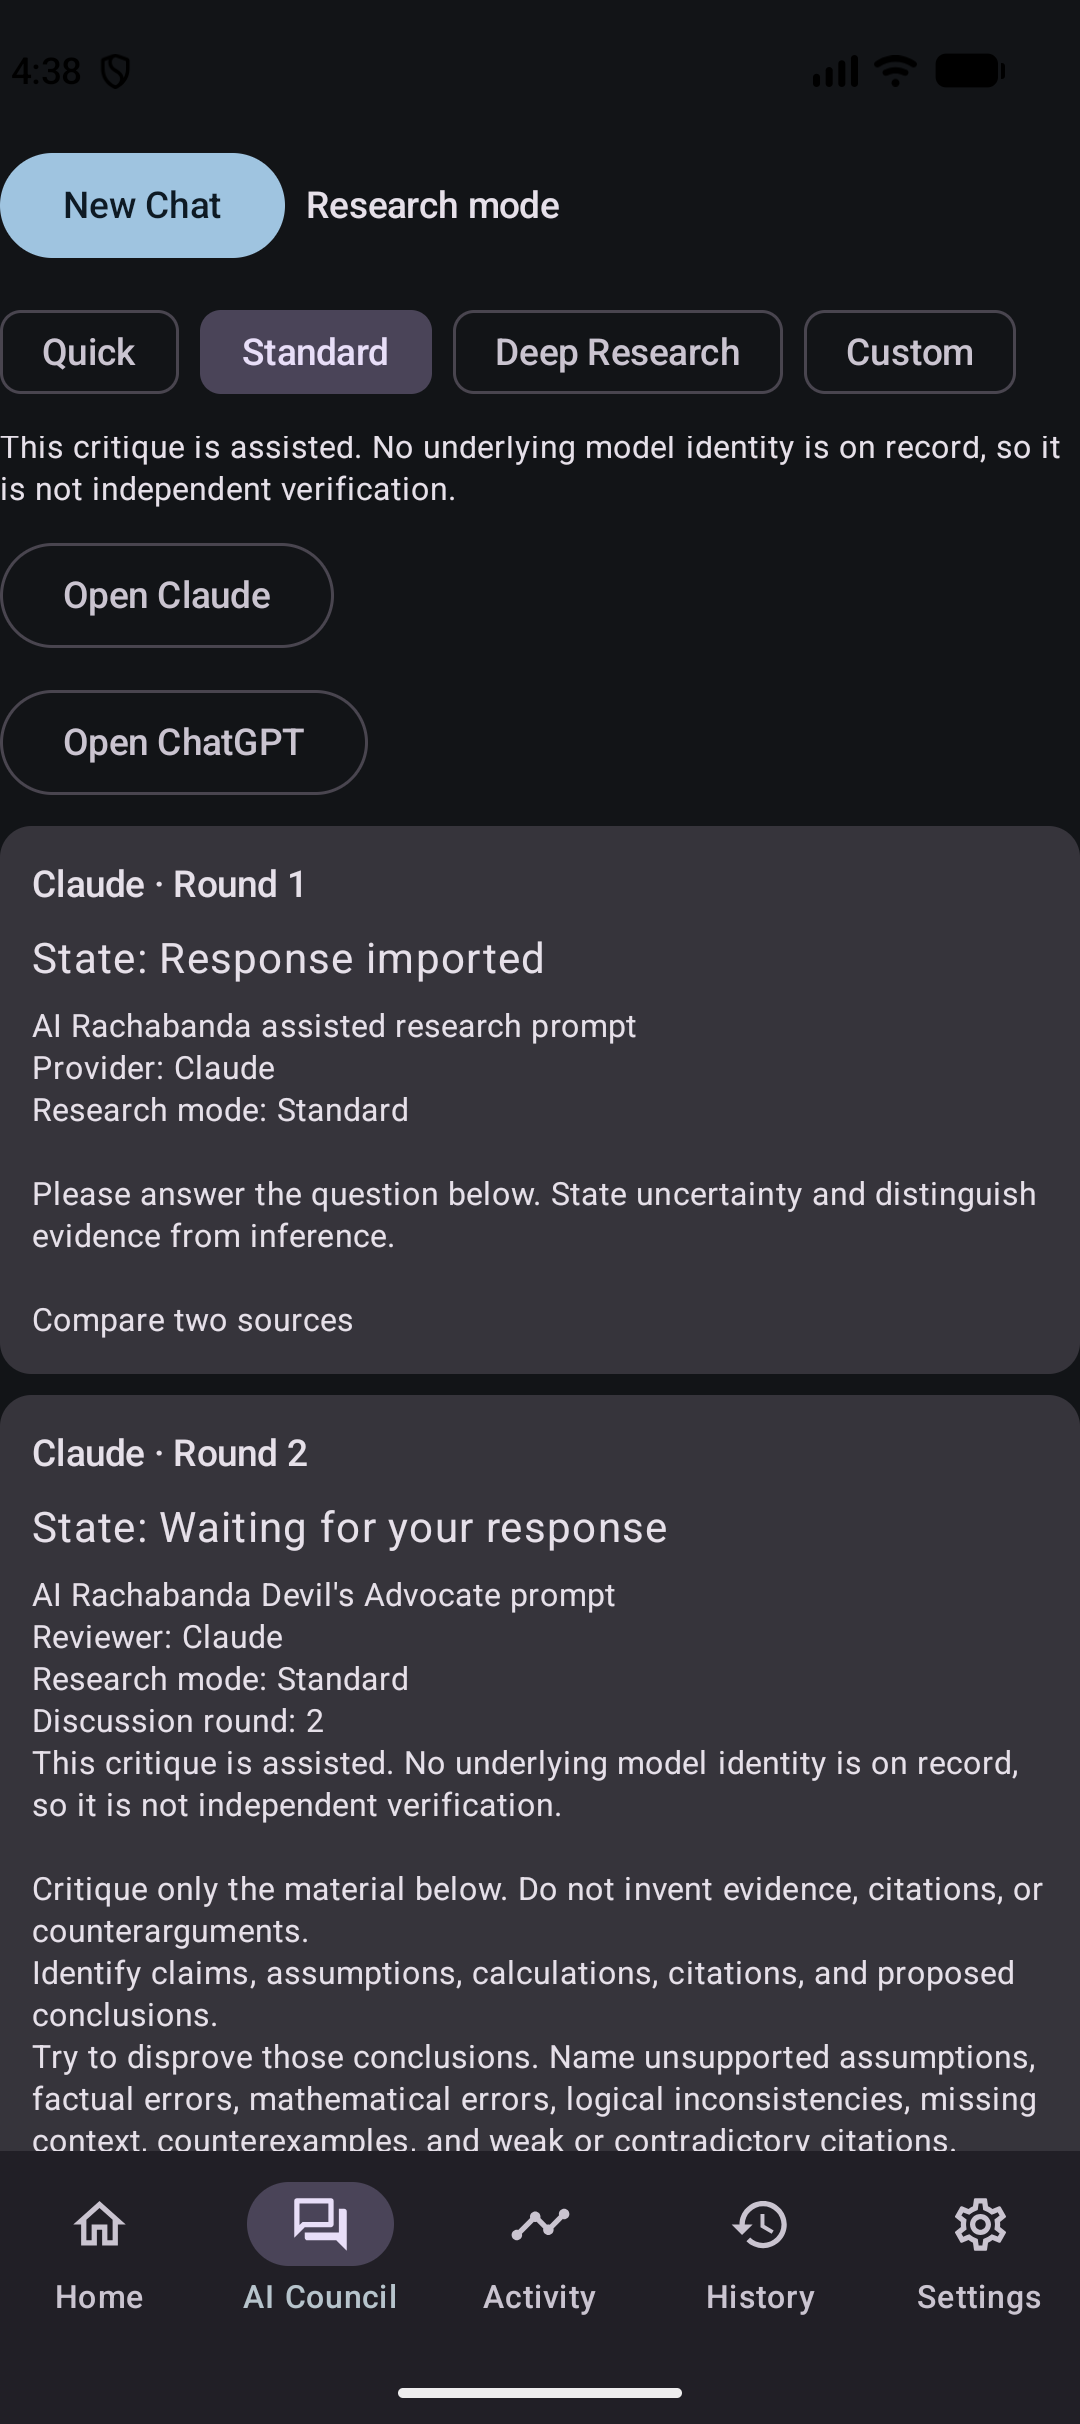 4:38
New Chat
Research mode
Quick
Standard
Deep Research
Custom
This critique is assisted. No underlying model identity is on record, so it
is not independent verification.
Open Claude
Open ChatGPT
Claude · Round 1
State: Response imported
AI Rachabanda assisted research prompt
Provider: Claude
Research mode: Standard
Please answer the question below. State uncertainty and distinguish
evidence from inference.
Compare two sources
Claude · Round 2
State: Waiting for your response
AI Rachabanda Devil's Advocate prompt
Reviewer: Claude
Research mode: Standard
Discussion round: 2
This critique is assisted. No underlying model identity is on record,
so it is not independent verification.
Critique only the material below. Do not invent evidence, citations, or
counterarguments.
Identify claims, assumptions, calculations, citations, and proposed
conclusions.
Try to disprove those conclusions. Name unsupported assumptions,
factual errors, mathematical errors, logical inconsistencies, missing
context, counterexamples, and weak or contradictory citations.
Home
AI Council
Activity
History
Settings